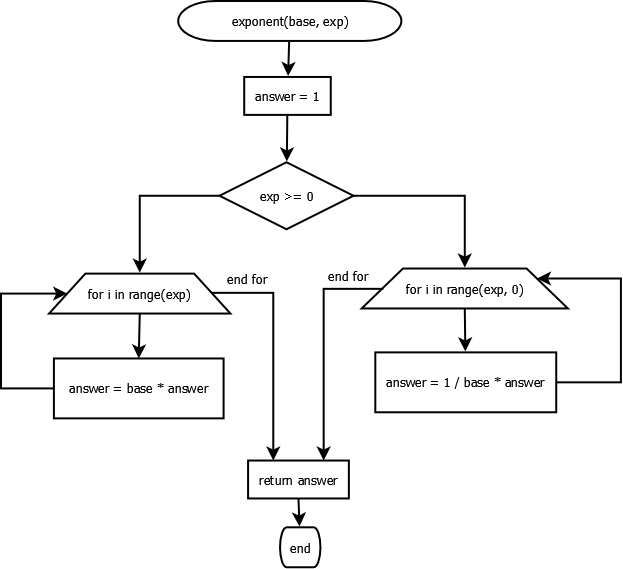 exponent(base, exp)
answer = 1
exp >= 0
for i in range(exp)
end for
end for
for i in range(exp, 0)
answer = base * answer
answer = 1 / base * answer
return answer
end